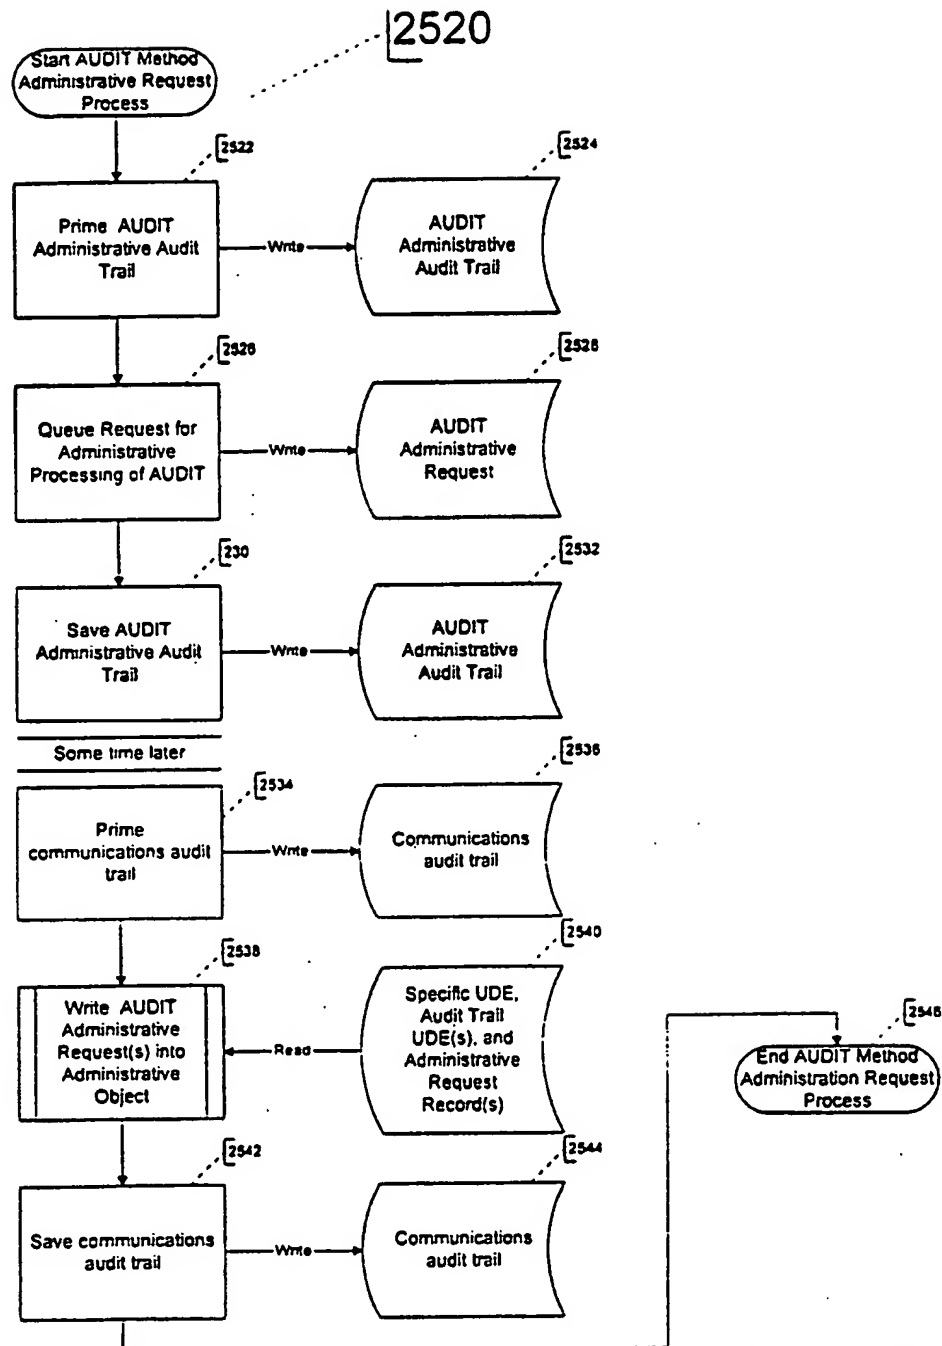 2520
Start AUDIT Method
Administrative Request
Process
2522
2524
Prime AUDIT
Administrative Audit
Trail
Write
AUDIT
Administrative
Audit Trail
2526
2528
Queue Request for
Administrative
Processing of AUDIT
Write
AUDIT
Administrative
Request
230
2532
Save AUDIT
Administrative Audit
Trail
Write
AUDIT
Administrative
Audit Trail
Some time later
2534
2536
Prime
communications audit
trail
Write
Communications
audit trail
2538
2540
Write AUDIT
Administrative
Request(s) into
Administrative
Object
Read
Specific UDE,
Audit Trail
UDE(s), and
Administrative
Request
Record(s)
2546
End AUDIT Method
Administration Request
Process
2542
2544
Save communications
audit trail
Write
Communications
audit trail